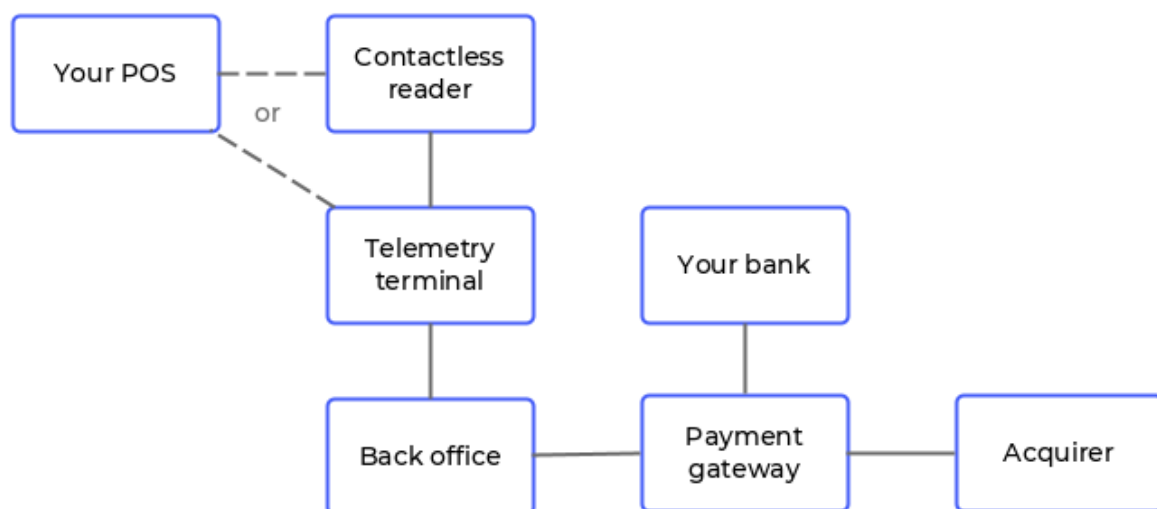 Your POS
Contactless
reader
or
Telemetry
terminal
Your bank
Back office
Payment
gateway
Acquirer